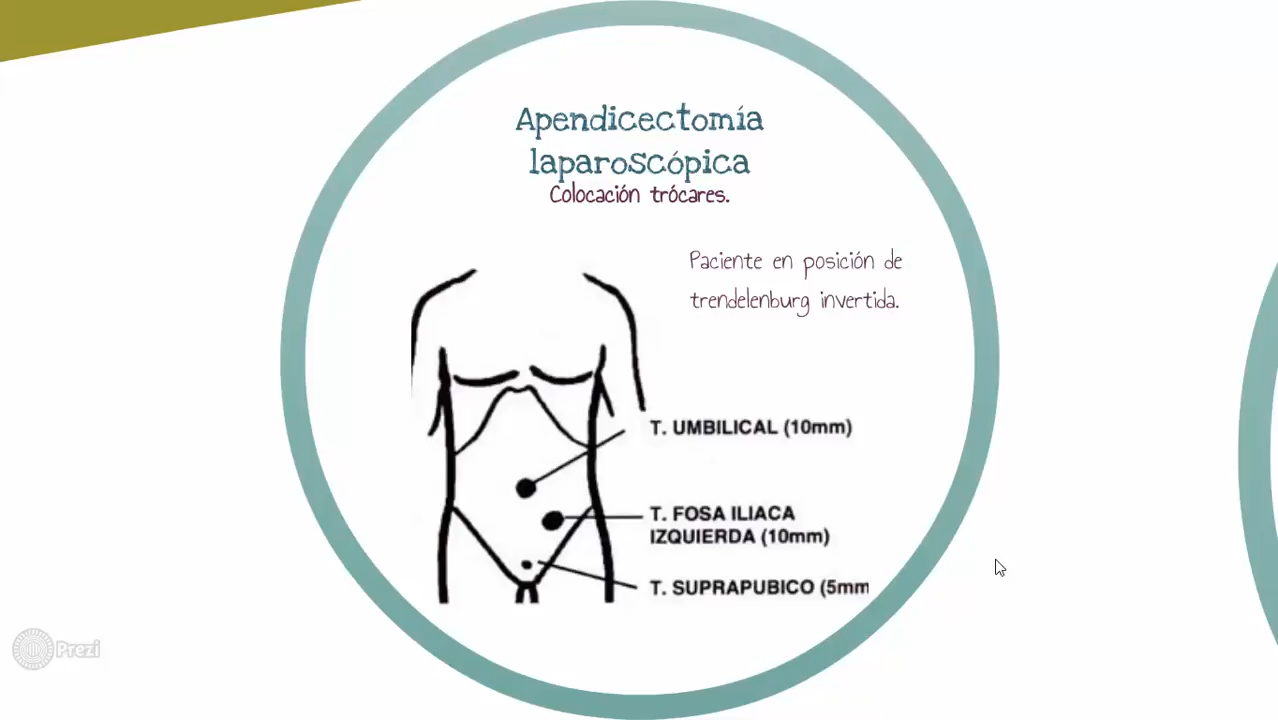 Apendicectomía
laparoscópica
Colocación trócares.
Paciente en posición de
trendelenburg invertida.
T. UMBILICAL (10mm)
T. FOSA ILIACA
IZQUIERDA (10mm)
T. SUPRAPUBICO (5mm
Prezi